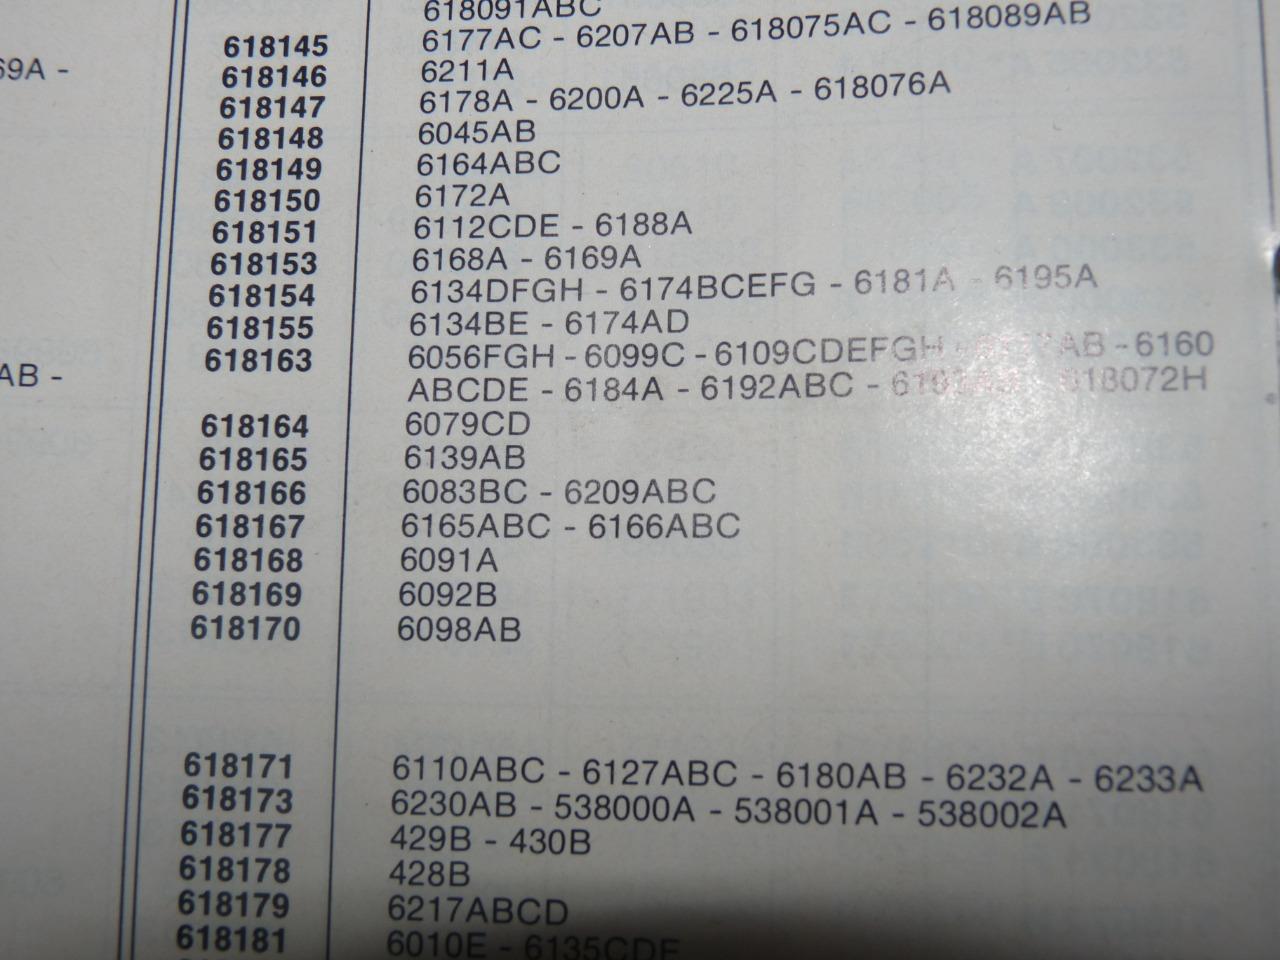 618091ABC
618145 6177AC - 6207AB - 618075AC - 618089AB
69A -
618146 6211A
618147 6178A - 6200A - 6225A - 618076A
618148 6045AB
618149 6164ABC
618150 6172A
618151 6112CDE - 6188A
618153 6168A - 6169A
618154 6134DFGH - 6174BCEFG - 6181A - 6195A
618155 6134BE - 6174AD
618163 6056FGH - 6099C - 6109CDEFGH - - 6160
AB -
ABCDE - 6184A - 6192ABC - 618072H
618164 6079CD
618165 6139AB
618166 6083BC - 6209ABC
618167 6165ABC - 6166ABC
618168 6091A
618169 6092B
618170 6098AB
618171 6110ABC - 6127ABC - 6180AB - 6232A - 6233A
618173 6230AB - 538000A - 538001A - 538002A
618177 429B - 430B
618178 428B
618179 6217ABCD
618181 6010E - 6135CDE